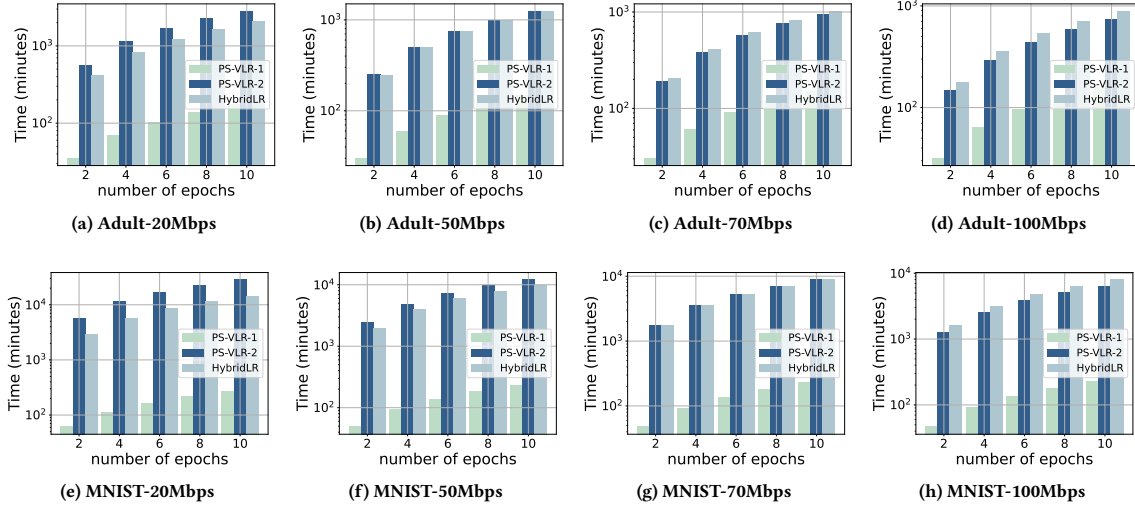 Time (minutes)
10³
10²
PS-VLR-1
PS-VLR-2
HybridLR
2 4 6 8 10
number of epochs
(a) Adult-20Mbps
Time (minutes)
10³
10²
PS-VLR-1
PS-VLR-2
HybridLR
2 4 6 8 10
number of epochs
(b) Adult-50Mbps
Time (minutes)
10³
10²
PS-VLR-1
PS-VLR-2
HybridLR
2 4 6 8 10
number of epochs
(c) Adult-70Mbps
Time (minutes)
10³
10²
PS-VLR-1
PS-VLR-2
HybridLR
2 4 6 8 10
number of epochs
(d) Adult-100Mbps
Time (minutes)
10⁴
10³
10²
PS-VLR-1
PS-VLR-2
HybridLR
2 4 6 8 10
number of epochs
(e) MNIST-20Mbps
Time (minutes)
10⁴
10³
10²
PS-VLR-1
PS-VLR-2
HybridLR
2 4 6 8 10
number of epochs
(f) MNIST-50Mbps
Time (minutes)
10⁴
10³
10²
PS-VLR-1
PS-VLR-2
HybridLR
2 4 6 8 10
number of epochs
(g) MNIST-70Mbps
Time (minutes)
10⁴
10³
10²
PS-VLR-1
PS-VLR-2
HybridLR
2 4 6 8 10
number of epochs
(h) MNIST-100Mbps